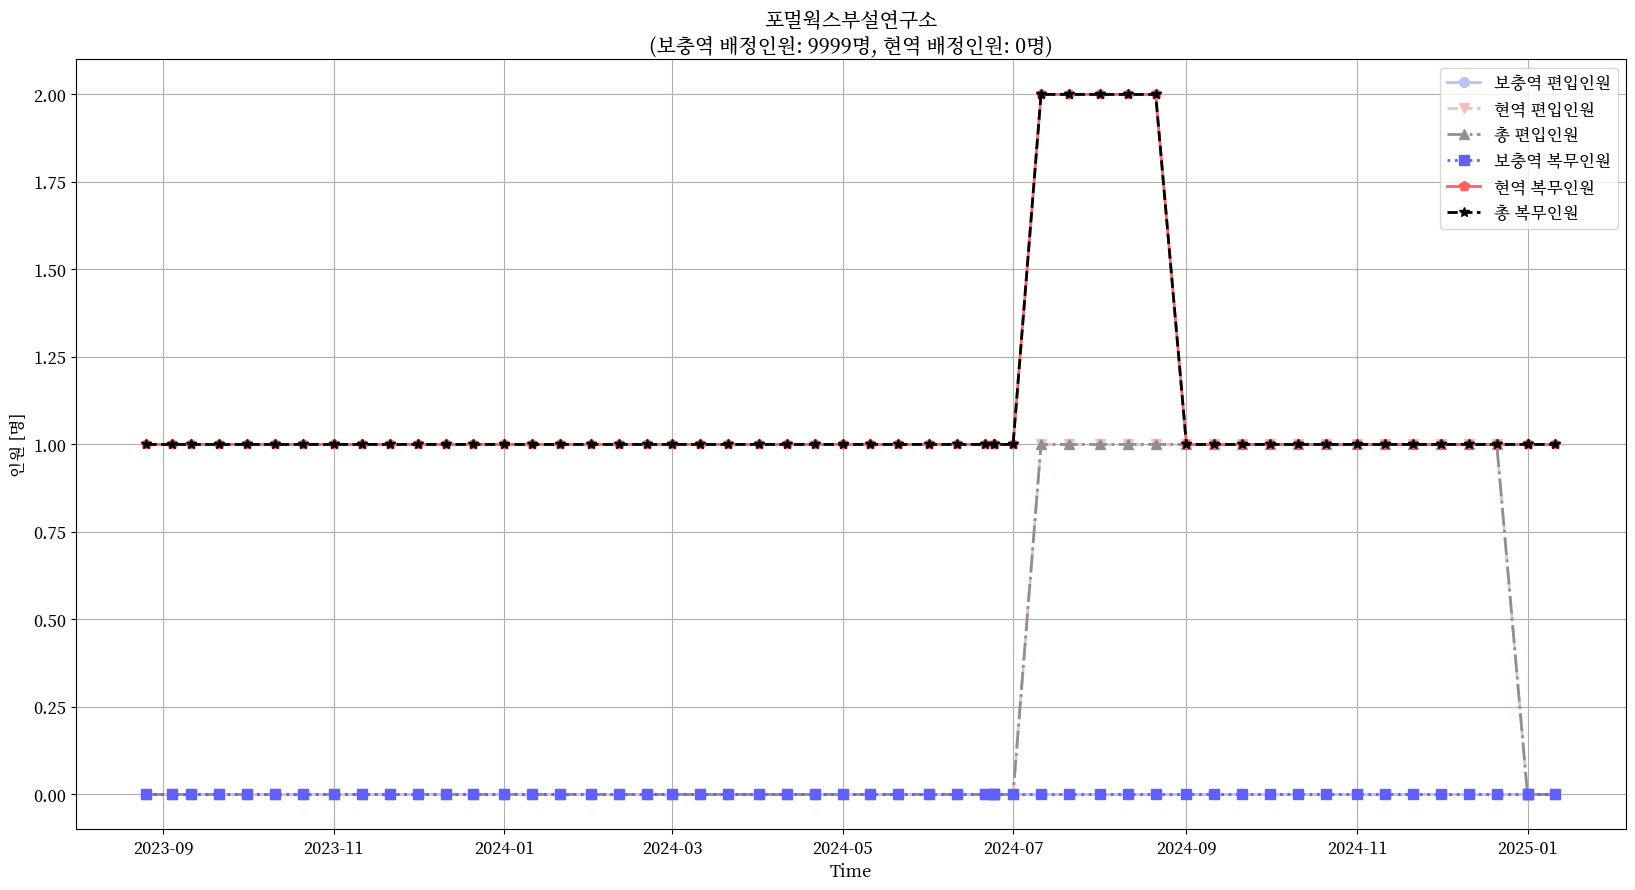 포멀웍스부설연구소
(보충역 배정인원: 9999명, 현역 배정인원: 0명)
보충역 편입인원
현역 편입인원
총 편입인원
보충역 복무인원
현역 복무인원
총 복무인원
인원 [명]
2.00
1.75
1.50
1.25
1.00
0.75
0.50
0.25
0.00
2023-09
2023-11
2024-01
2024-03
2024-05
2024-07
2024-09
2024-11
2025-01
Time